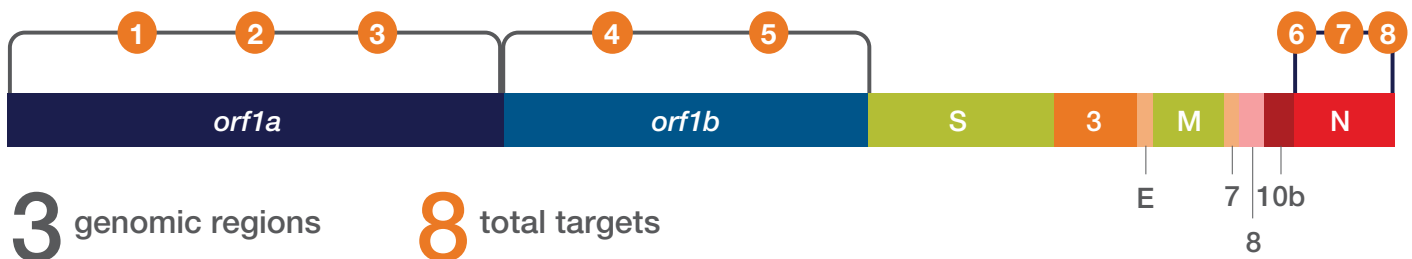 1 2 3 4 5 6 7 8
orf1a orf1b S 3 M N
E 7 10b
8
3 genomic regions 8 total targets